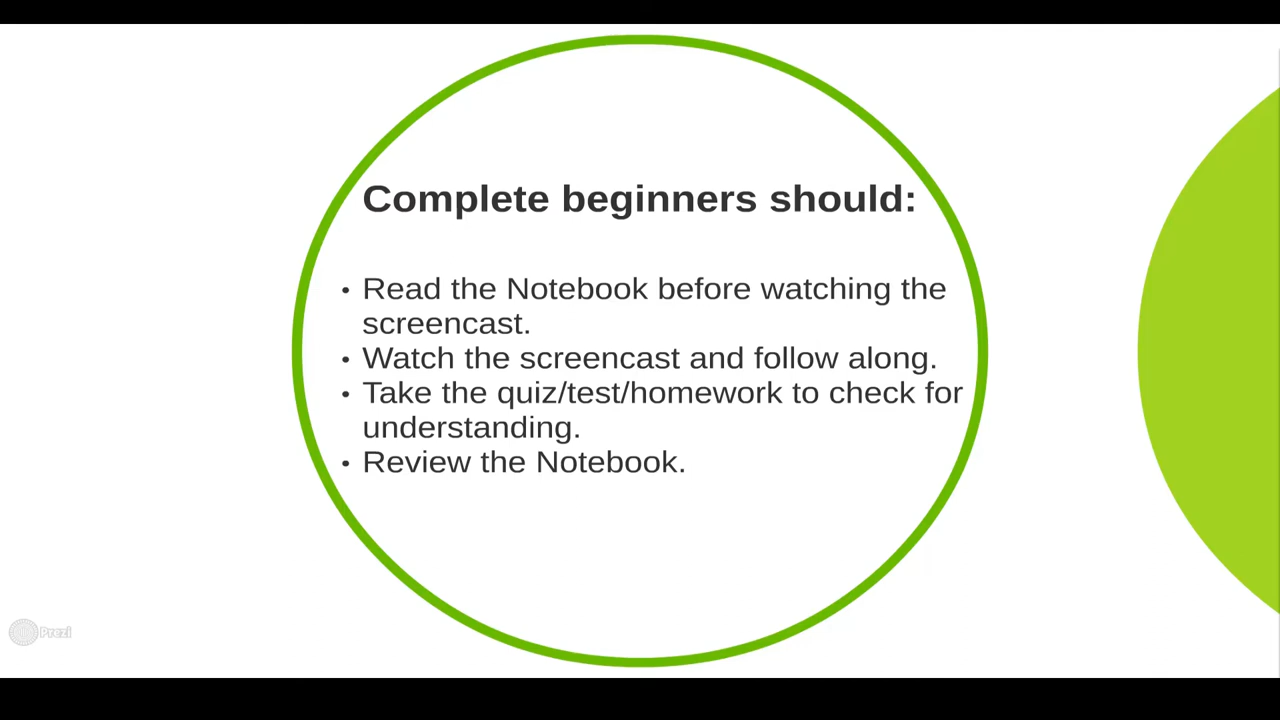 Complete beginners should:
• Read the Notebook before watching the
screencast.
• Watch the screencast and follow along.
• Take the quiz/test/homework to check for
understanding.
• Review the Notebook.
Prezi